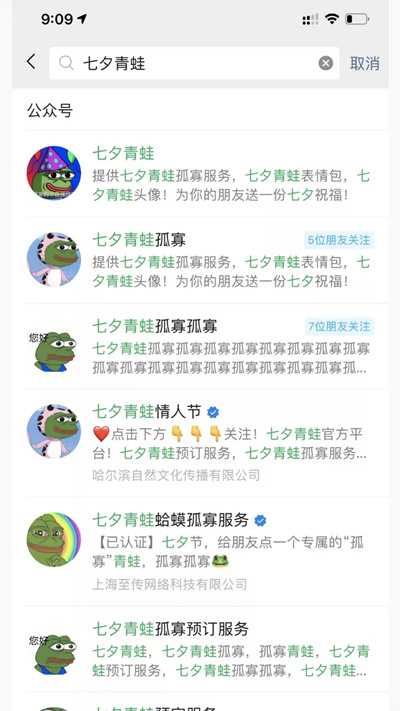 9:09
七夕青蛙
取消
公众号
七夕青蛙
提供七夕青蛙孤寡服务，七夕青蛙表情包，七
夕青蛙头像！为你的朋友送一份七夕祝福！
七夕青蛙孤寡
5位朋友关注
提供七夕青蛙孤寡服务，七夕青蛙表情包，七
夕青蛙头像！为你的朋友送一份七夕祝福！
您好
七夕青蛙孤寡孤寡
7位朋友关注
七夕青蛙孤寡孤寡孤寡孤寡孤寡孤寡孤寡孤寡
孤寡孤寡孤寡孤寡孤寡孤寡孤寡孤寡孤寡孤...
七夕青蛙情人节
❤️点击下方👇👇👇关注！七夕青蛙官方平
台！七夕青蛙预订服务，七夕青蛙孤寡服务...
哈尔滨自然文化传播有限公司
七夕青蛙蛤蟆孤寡服务
【已认证】七夕节，给朋友点一个专属的“孤
寡”青蛙，孤寡孤寡🐸
上海至传网络科技有限公司
您好
七夕青蛙孤寡预订服务
七夕青蛙，七夕青蛙孤寡，孤寡青蛙，七夕青
蛙预订服务，七夕青蛙孤寡孤寡，七夕青蛙...